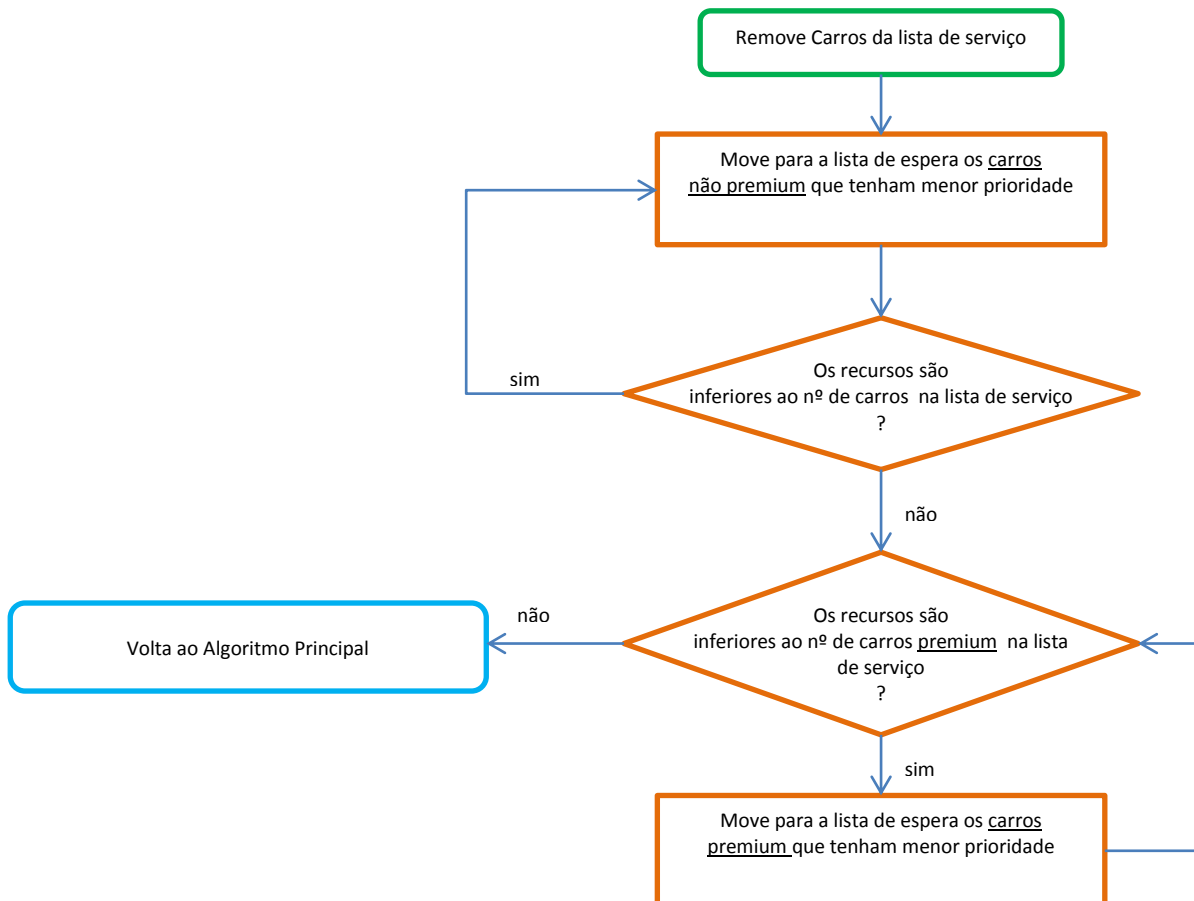 Remove Carros da lista de serviço
Move para a lista de espera os carros
não premium que tenham menor prioridade
Os recursos são
inferiores ao nº de carros na lista de serviço
?
sim
não
Os recursos são
inferiores ao nº de carros premium na lista
de serviço
?
não
Volta ao Algoritmo Principal
sim
Move para a lista de espera os carros
premium que tenham menor prioridade